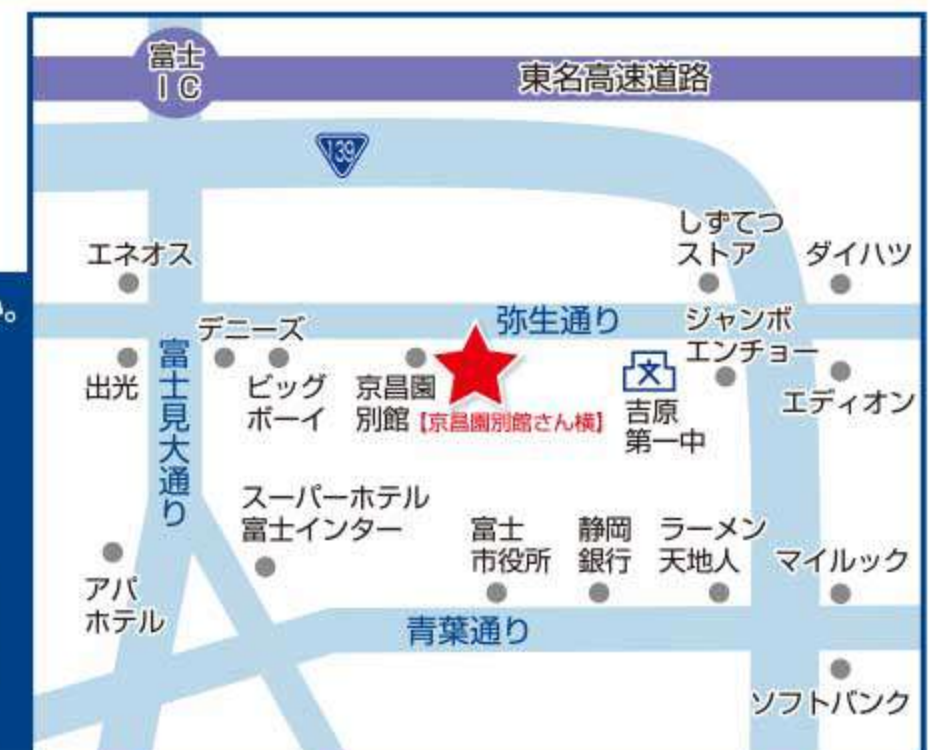 富士
IC
東名高速道路
139
エネオス
しずてつ
ストア
ダイハツ
い。
デニーズ
弥生通り
ジャンボ
エンチョー
出光
富士見大通り
ビッグ
ボーイ
京昌園
別館
【京昌園別館さん横】
文
吉原
第一中
エディオン
スーパーホテル
富士インター
富士
市役所
静岡
銀行
ラーメン
天地人
マイルック
アパ
ホテル
青葉通り
ソフトバンク